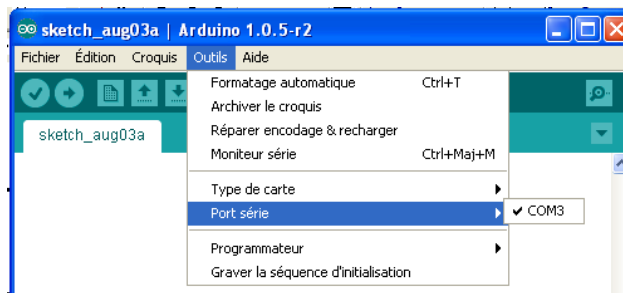 sketch_aug03a | Arduino 1.0.5-r2
Fichier Édition Croquis Outils Aide
sketch_aug03a
Formatage automatique Ctrl+T
Archiver le croquis
Réparer encodage & recharger
Moniteur série Ctrl+Maj+M
Type de carte
Port série
COM3
Programmateur
Graver la séquence d'initialisation